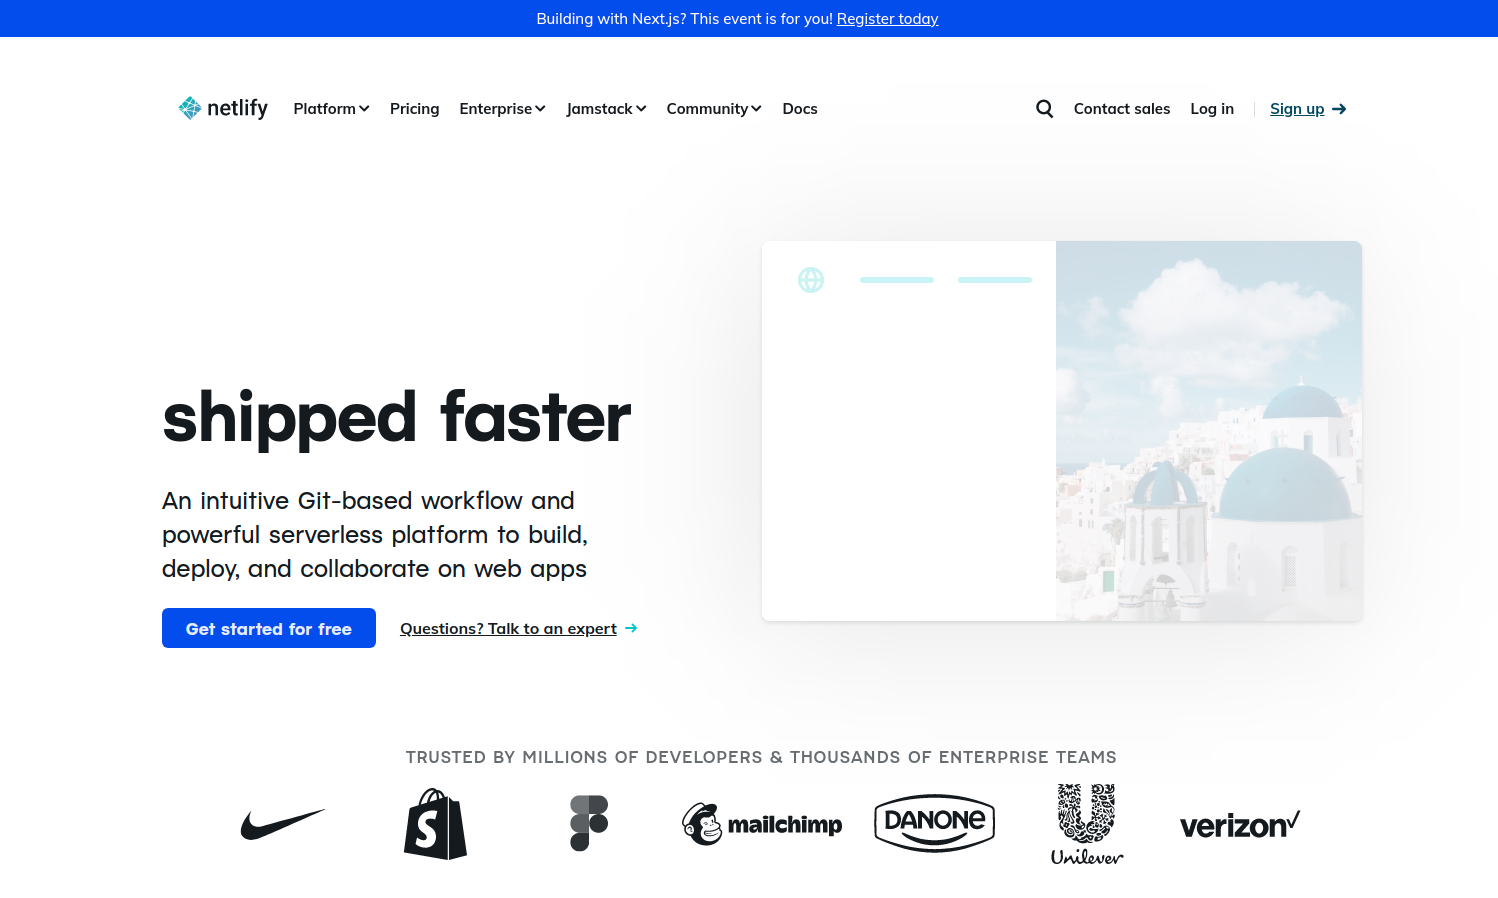 Building with Next.js? This event is for you! Register today
netlify Platform Pricing Enterprise Jamstack Community Docs Contact sales Log in Sign up
shipped faster
An intuitive Git-based workflow and
powerful serverless platform to build,
deploy, and collaborate on web apps
Get started for free Questions? Talk to an expert
TRUSTED BY MILLIONS OF DEVELOPERS & THOUSANDS OF ENTERPRISE TEAMS
mailchimp DANONE Unilever verizon